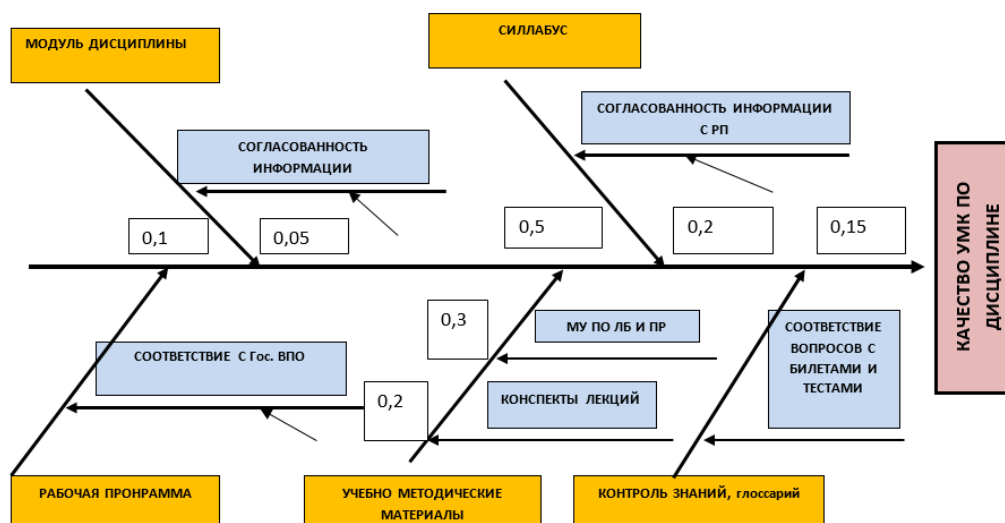 СИЛЛАБУС
МОДУЛЬ ДИСЦИПЛИНЫ
СОГЛАСОВАННОСТЬ ИНФОРМАЦИИ
С РП
СОГЛАСОВАННОСТЬ
ИНФОРМАЦИИ
0,1
0,05
0,5
0,2
0,15
КАЧЕСТВО УМК ПО
ДИСЦИПЛИНЕ
0,3
МУ ПО ЛБ И ПР
СООТВЕТСТВИЕ
ВОПРОСОВ С
БИЛЕТАМИ И
ТЕСТАМИ
СООТВЕТСТВИЕ С Гос. ВПО
0,2
КОНСПЕКТЫ ЛЕКЦИЙ
РАБОЧАЯ ПРОНРАММА
УЧЕБНО МЕТОДИЧЕСКИЕ
МАТЕРИАЛЫ
КОНТРОЛЬ ЗНАНИЙ, глоссарий